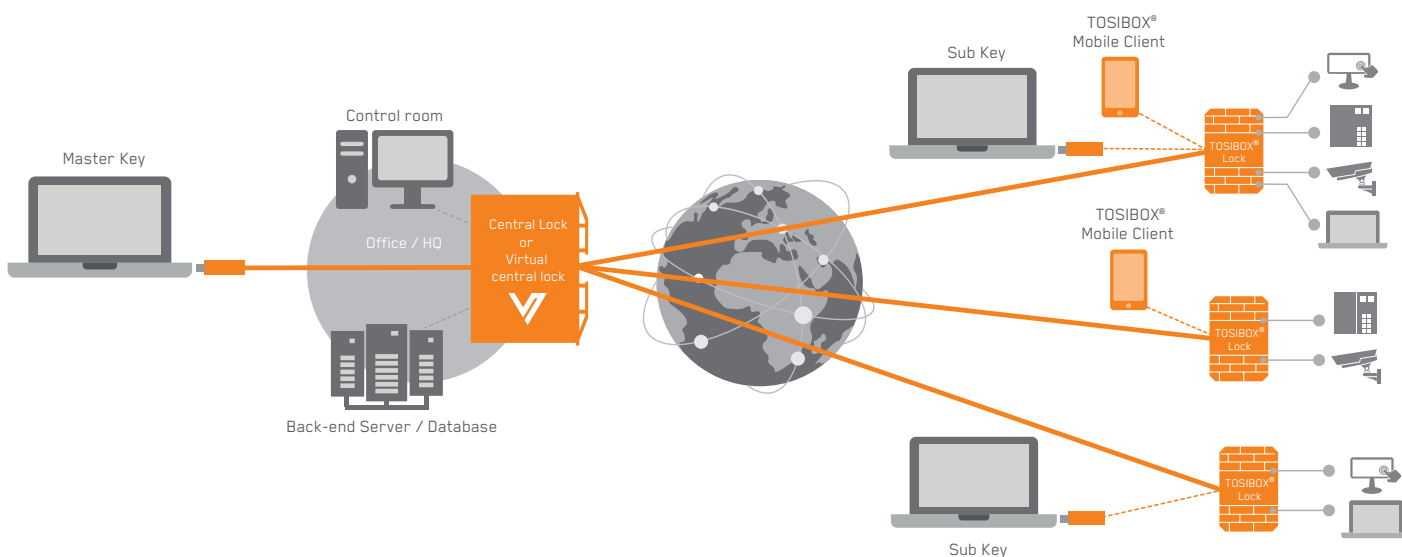 Master Key
Control room
Office / HQ
Central Lock
or
Virtual
central lock
Back-end Server / Database
Sub Key
TOSIBOX®
Mobile Client
TOSIBOX®
Lock
TOSIBOX®
Mobile Client
TOSIBOX®
Lock
Sub Key
TOSIBOX®
Lock